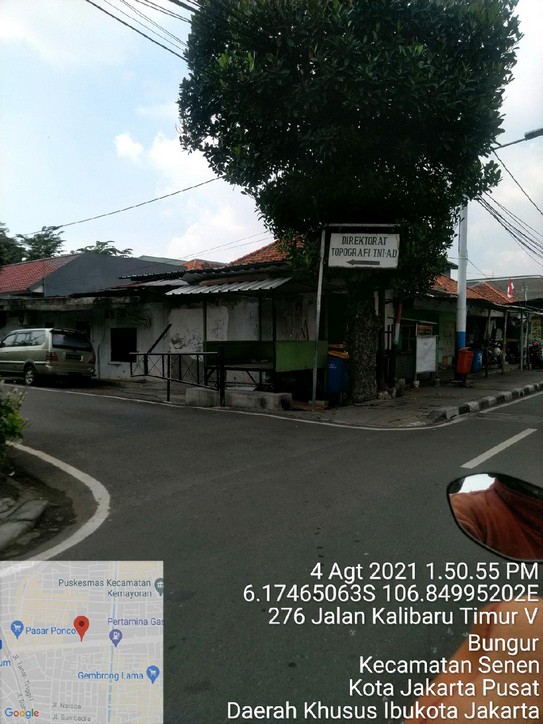 DIREKTORAT
TOPOGRAFI TNI-AD
4 Agt 2021 1.50.55 PM
6.17465063S 106.84995202E
276 Jalan Kalibaru Timur V
Bungur
Kecamatan Senen
Kota Jakarta Pusat
Daerah Khusus Ibukota Jakarta
Puskesmas Kecamatan
Kemayoran
Pasar Ponco
Pertamina Gas
Gembrong Lama
Google